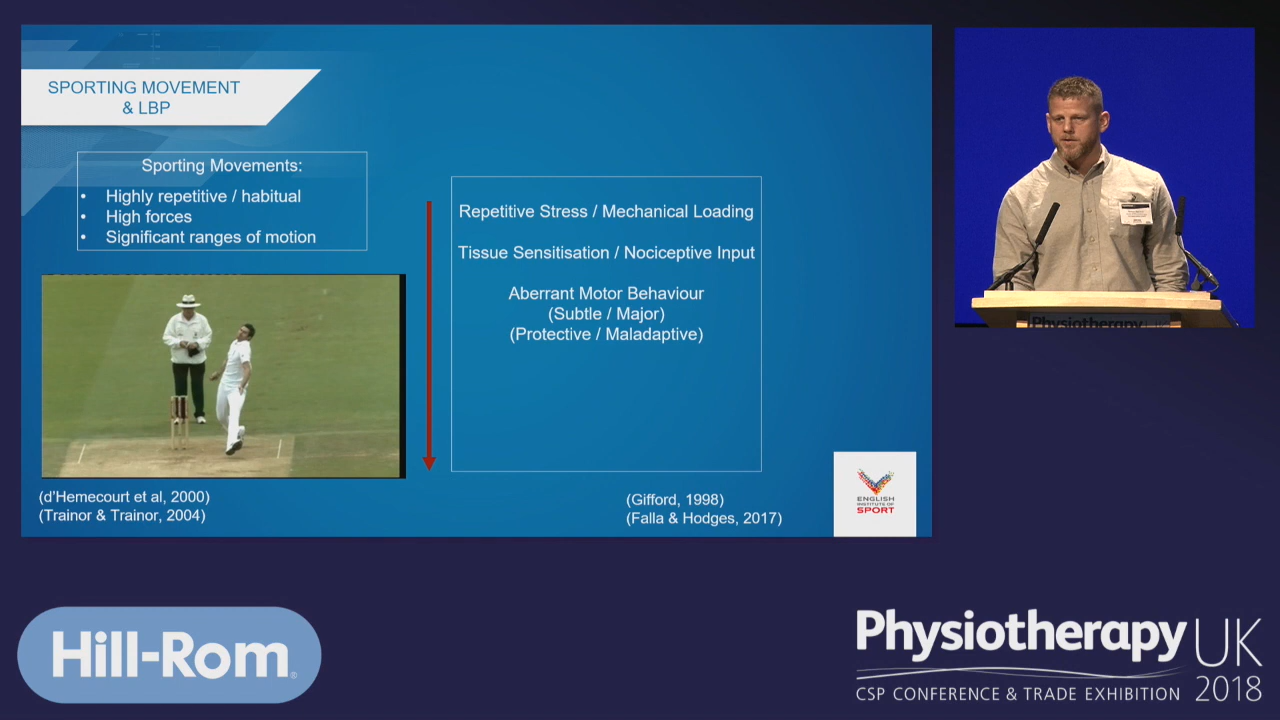 SPORTING MOVEMENT
& LBP
Sporting Movements:
• Highly repetitive / habitual
• High forces
• Significant ranges of motion
Repetitive Stress / Mechanical Loading
Tissue Sensitisation / Nociceptive Input
Aberrant Motor Behaviour
(Subtle / Major)
(Protective / Maladaptive)
(d'Hemecourt et al, 2000)
(Trainor & Trainor, 2004)
(Gifford, 1998)
(Falla & Hodges, 2017)
ENGLISH
INSTITUTE OF
SPORT
Physiotherapy
Hill-Rom®
Physiotherapy UK
CSP CONFERENCE & TRADE EXHIBITION 2018